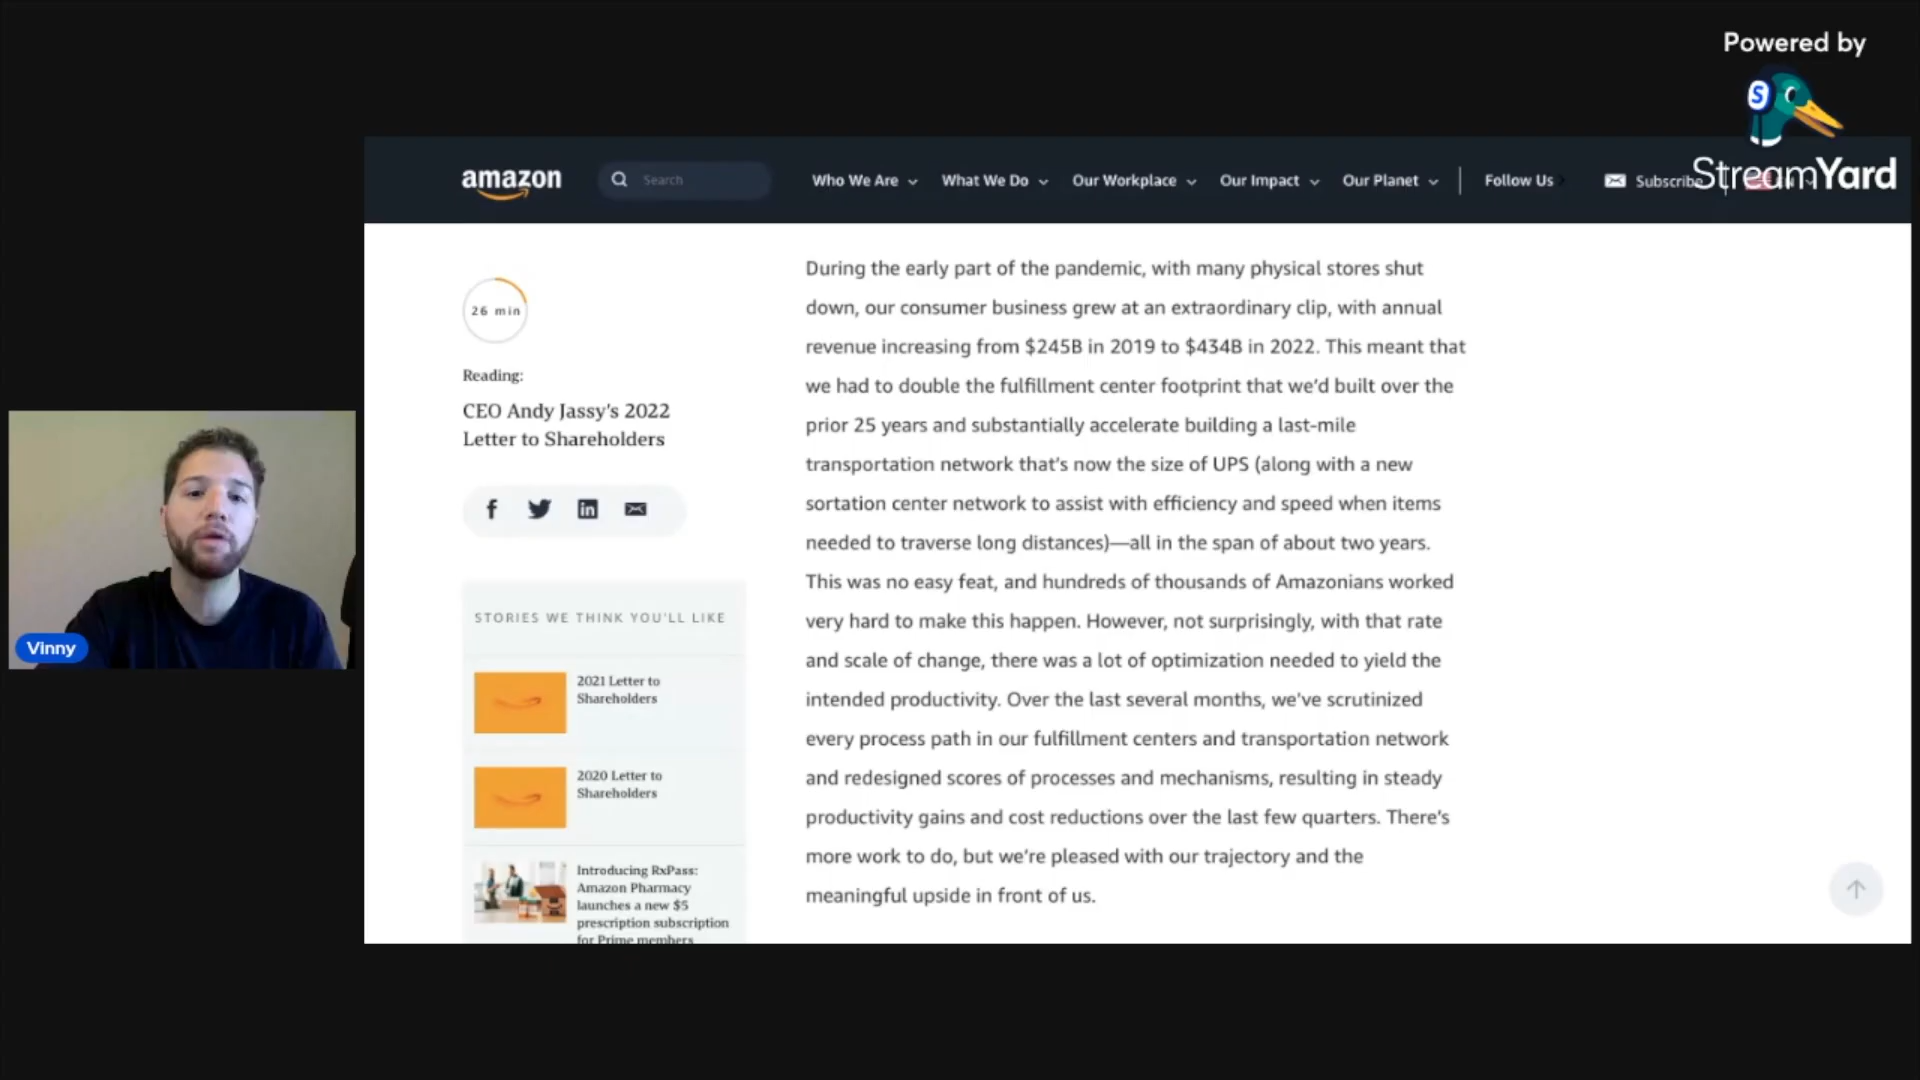 Powered by
StreamYard
amazon
Search
Who We Are
What We Do
Our Workplace
Our Impact
Our Planet
Follow Us
Subscribe
26 min
Reading:
CEO Andy Jassy's 2022
Letter to Shareholders
STORIES WE THINK YOU'LL LIKE
2021 Letter to
Shareholders
2020 Letter to
Shareholders
Introducing RxPass:
Amazon Pharmacy
launches a new $5
prescription subscription
for Prime members
During the early part of the pandemic, with many physical stores shut
down, our consumer business grew at an extraordinary clip, with annual
revenue increasing from $245B in 2019 to $434B in 2022. This meant that
we had to double the fulfillment center footprint that we'd built over the
prior 25 years and substantially accelerate building a last-mile
transportation network that's now the size of UPS (along with a new
sortation center network to assist with efficiency and speed when items
needed to traverse long distances)—all in the span of about two years.
This was no easy feat, and hundreds of thousands of Amazonians worked
very hard to make this happen. However, not surprisingly, with that rate
and scale of change, there was a lot of optimization needed to yield the
intended productivity. Over the last several months, we've scrutinized
every process path in our fulfillment centers and transportation network
and redesigned scores of processes and mechanisms, resulting in steady
productivity gains and cost reductions over the last few quarters. There's
more work to do, but we're pleased with our trajectory and the
meaningful upside in front of us.
Vinny